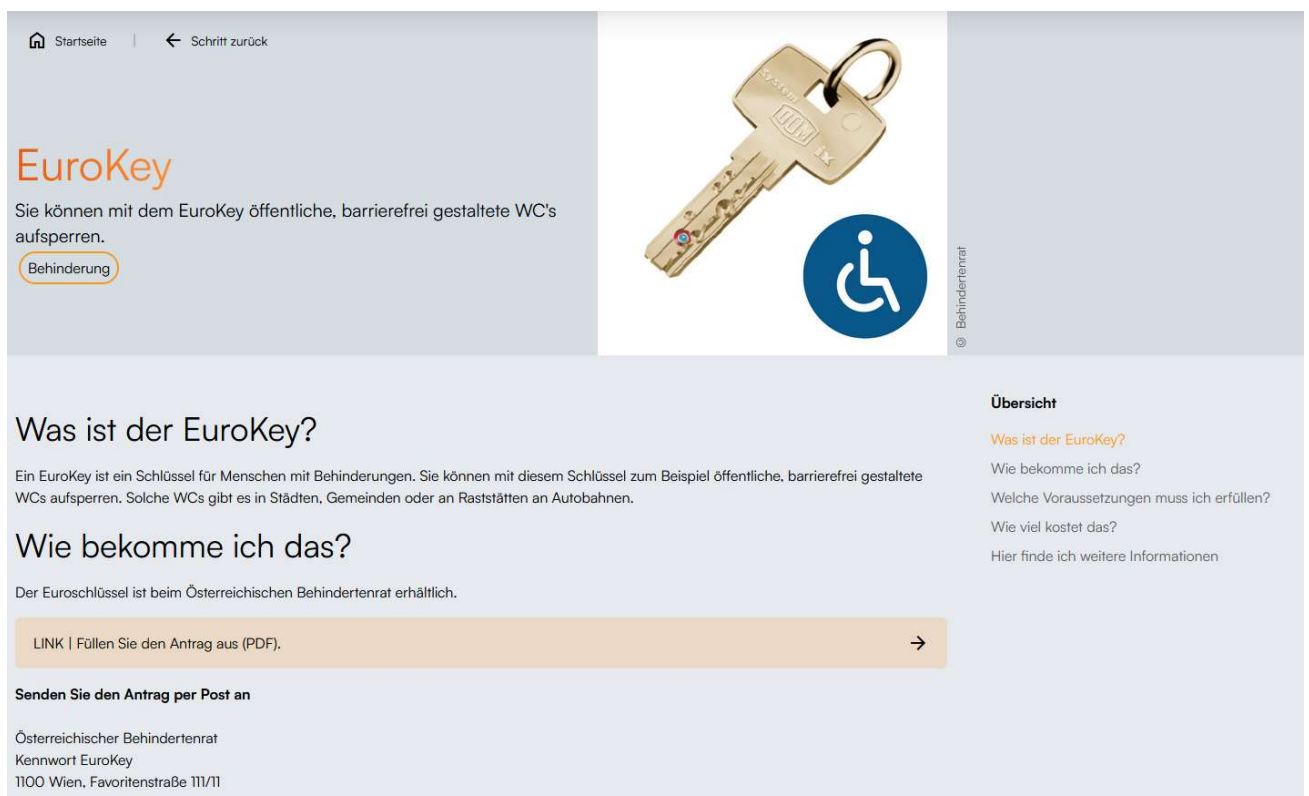 Startseite | Schritt zurück
EuroKey
Sie können mit dem EuroKey öffentliche, barrierefrei gestaltete WC's
aufsperren.
Behinderung
System
DOM
ix
© Behindertenrat
Was ist der EuroKey?
Ein EuroKey ist ein Schlüssel für Menschen mit Behinderungen. Sie können mit diesem Schlüssel zum Beispiel öffentliche, barrierefrei gestaltete
WCs aufsperren. Solche WCs gibt es in Städten, Gemeinden oder an Raststätten an Autobahnen.
Wie bekomme ich das?
Der Euroschlüssel ist beim Österreichischen Behindertenrat erhältlich.
LINK | Füllen Sie den Antrag aus (PDF).
Senden Sie den Antrag per Post an
Österreichischer Behindertenrat
Kennwort EuroKey
1100 Wien, Favoritenstraße 111/11
Übersicht
Was ist der EuroKey?
Wie bekomme ich das?
Welche Voraussetzungen muss ich erfüllen?
Wie viel kostet das?
Hier finde ich weitere Informationen